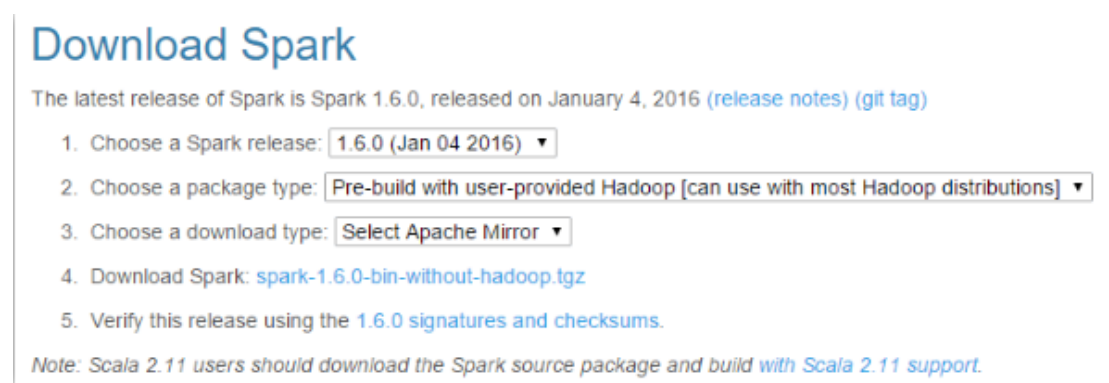 Download Spark
The latest release of Spark is Spark 1.6.0, released on January 4, 2016 (release notes) (git tag)
1. Choose a Spark release: 1.6.0 (Jan 04 2016)
2. Choose a package type: Pre-build with user-provided Hadoop [can use with most Hadoop distributions]
3. Choose a download type: Select Apache Mirror
4. Download Spark: spark-1.6.0-bin-without-hadoop.tgz
5. Verify this release using the 1.6.0 signatures and checksums.
Note: Scala 2.11 users should download the Spark source package and build with Scala 2.11 support.